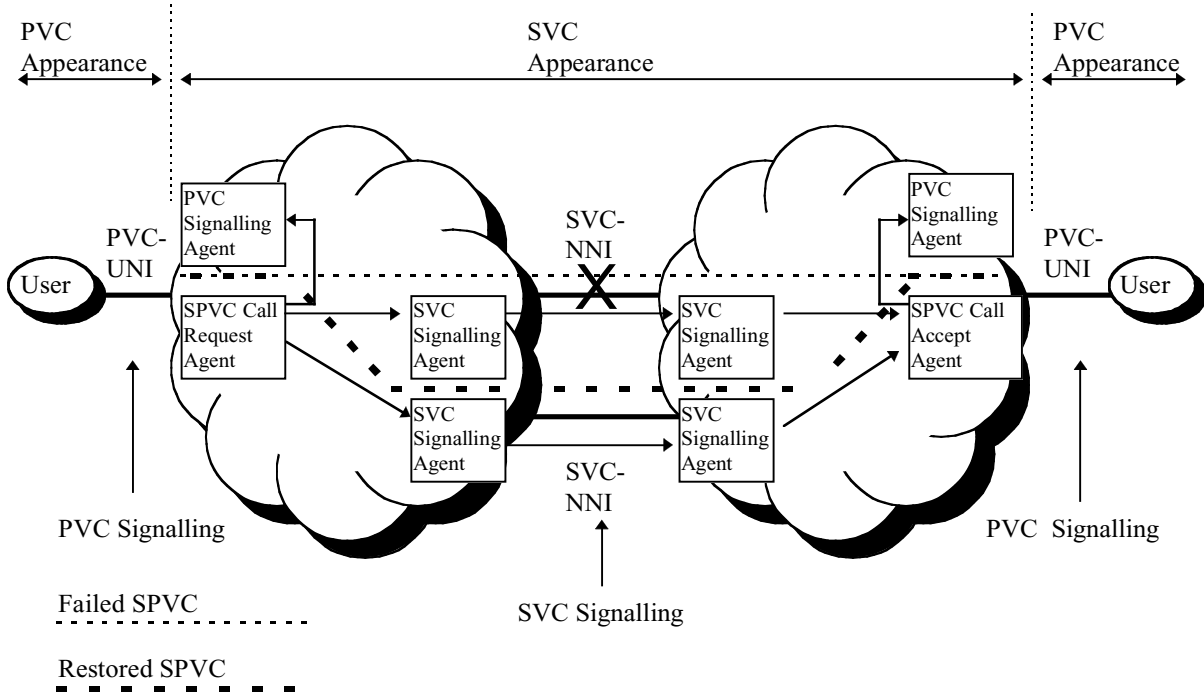 PVC
Appearance
SVC
Appearance
PVC
Appearance
PVC
Signalling
Agent
PVC
Signalling
Agent
PVC-
UNI
SVC-
NNI
PVC-
UNI
User
User
SPVC Call
Request
Agent
SVC
Signalling
Agent
SVC
Signalling
Agent
SPVC Call
Accept
Agent
SVC
Signalling
Agent
SVC
Signalling
Agent
SVC-
NNI
PVC Signalling
PVC Signalling
SVC Signalling
Failed SPVC
Restored SPVC